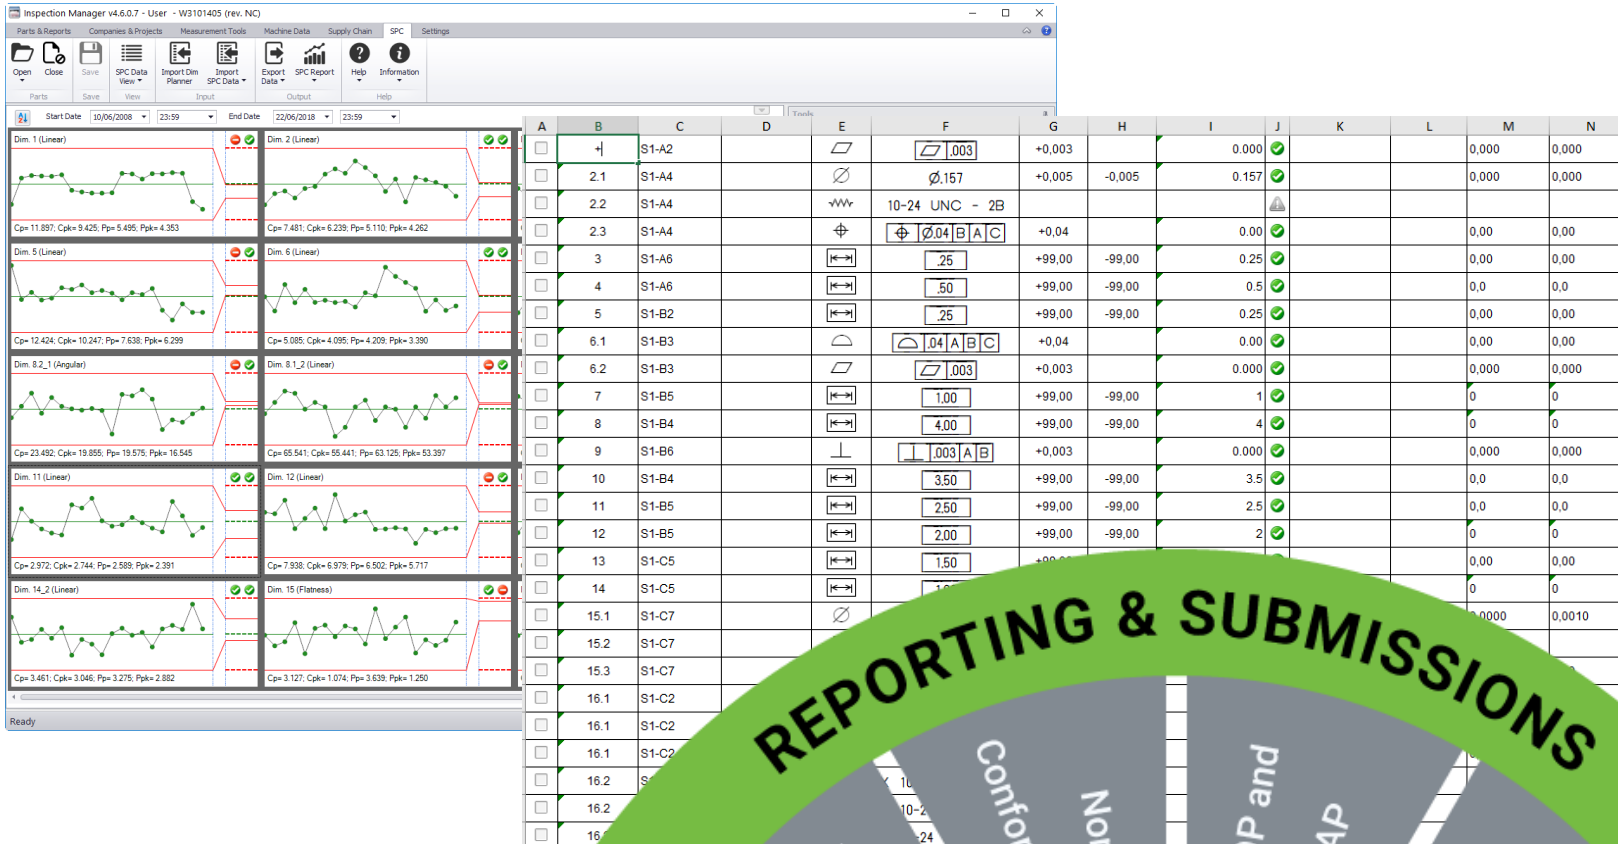 Inspection Manager v4.6.0.7 - User - W3101405 (rev. NC)
Parts & Reports Companies & Projects Measurement Tools Machine Data Supply Chain SPC Settings
Open Close Save SPC Data View Import Dim Planner Import SPC Data Export Data SPC Report Help Information
Parts Save View Input Output Help
Start Date 10/06/2008 23:59 End Date 22/06/2018 23:59
Tools
Dim. 1 (Linear)
Cp= 11.897; Cpk= 9.425; Pp= 5.495; Ppk= 4.353
Dim. 2 (Linear)
Cp= 7.481; Cpk= 6.239; Pp= 5.110; Ppk= 4.262
Dim. 5 (Linear)
Cp= 12.424; Cpk= 10.247; Pp= 7.638; Ppk= 6.299
Dim. 6 (Linear)
Cp= 5.085; Cpk= 4.095; Pp= 4.209; Ppk= 3.390
Dim. 8.2_1 (Angular)
Cp= 23.492; Cpk= 19.855; Pp= 19.575; Ppk= 16.545
Dim. 8.1_2 (Linear)
Cp= 65.541; Cpk= 55.441; Pp= 63.125; Ppk= 53.397
Dim. 11 (Linear)
Cp= 2.972; Cpk= 2.744; Pp= 2.589; Ppk= 2.391
Dim. 12 (Linear)
Cp= 7.938; Cpk= 6.979; Pp= 6.502; Ppk= 5.717
Dim. 14_2 (Linear)
Cp= 3.461; Cpk= 3.046; Pp= 3.275; Ppk= 2.882
Dim. 15 (Flatness)
Cp= 3.127; Cpk= 1.074; Pp= 3.639; Ppk= 1.250
Ready
A B C D E F G H I J K L M N
+ S1-A2 .003 +0,003 0.000 0,000 0,000
2.1 S1-A4 Ø.157 +0,005 -0,005 0.157 0,000 0,000
2.2 S1-A4 10-24 UNC - 2B
2.3 S1-A4 Ø.04 B A C +0,04 0.00 0,00 0,00
3 S1-A6 .25 +99,00 -99,00 0.25 0,00 0,00
4 S1-A6 .50 +99,00 -99,00 0.5 0,0 0,0
5 S1-B2 .25 +99,00 -99,00 0.25 0,00 0,00
6.1 S1-B3 .04 A B C +0,04 0.00 0,00 0,00
6.2 S1-B3 .003 +0,003 0.000 0,000 0,000
7 S1-B5 1.00 +99,00 -99,00 1 0 0
8 S1-B4 4.00 +99,00 -99,00 4 0 0
9 S1-B6 .003 A B +0,003 0.000 0,000 0,000
10 S1-B4 3.50 +99,00 -99,00 3.5 0,0 0,0
11 S1-B5 2.50 +99,00 -99,00 2.5 0,0 0,0
12 S1-B5 2.00 +99,00 -99,00 2 0 0
13 S1-C5 1.50 0,00 0,00
14 S1-C5 0 0
15.1 S1-C7 0,0010
15.2 S1-C7
15.3 S1-C7
16.1 S1-C2
16.1 S1-C2
16.1 S1-C2
16.2
16.2
REPORTING & SUBMISSIONS
and